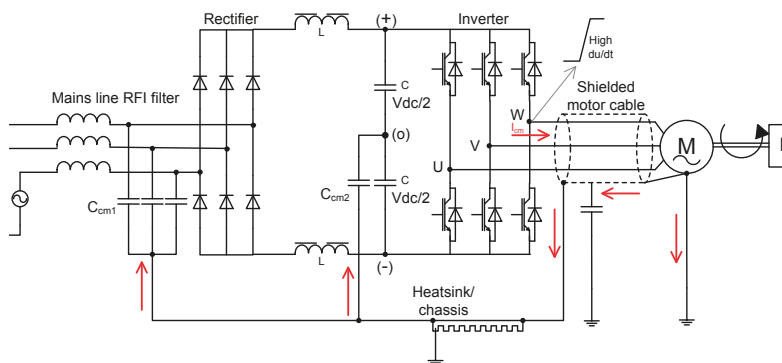 Rectifier
L
(+)
Inverter
High
du/dt
C
Vdc/2
Mains line RFI filter
Shielded
motor cable
W
(o)
Icm
V
M
U
Ccm1
Ccm2
C
Vdc/2
L
(-)
Heatsink/
chassis